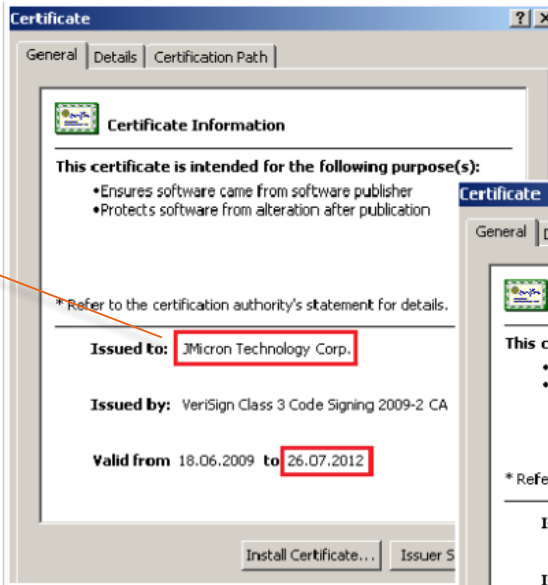 Certificate
General Details Certification Path
Certificate Information
This certificate is intended for the following purpose(s):
•Ensures software came from software publisher
•Protects software from alteration after publication
* Refer to the certification authority's statement for details.
Issued to: JMicron Technology Corp.
Issued by: VeriSign Class 3 Code Signing 2009-2 CA
Valid from 18.06.2009 to 26.07.2012
Install Certificate... Issuer S
Certificate
General
This c
* Refe